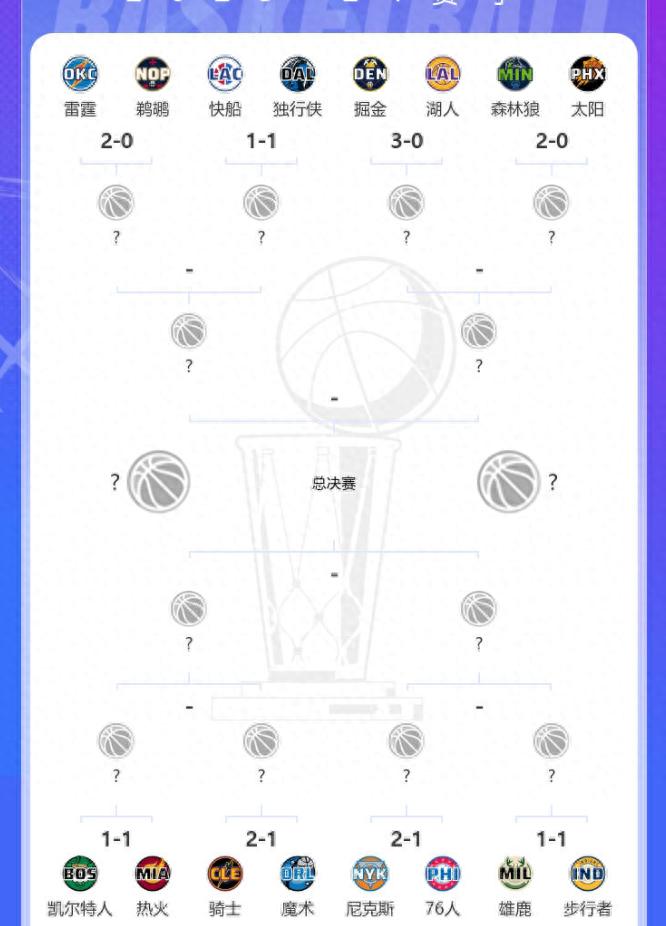 BASKETBALL
OKC NOP LAC DAL DEN LAL MIN PHX
雷霆 鹈鹕 快船 独行侠 掘金 湖人 森林狼 太阳
2-0 1-1 3-0 2-0
? ? ? ?
- -
? ?
-
? 总决赛 ?
-
? ?
- -
? ? ? ?
1-1 2-1 2-1 1-1
BOS MIA CLE ORL NYK PHI MIL IND
凯尔特人 热火 骑士 魔术 尼克斯 76人 雄鹿 步行者